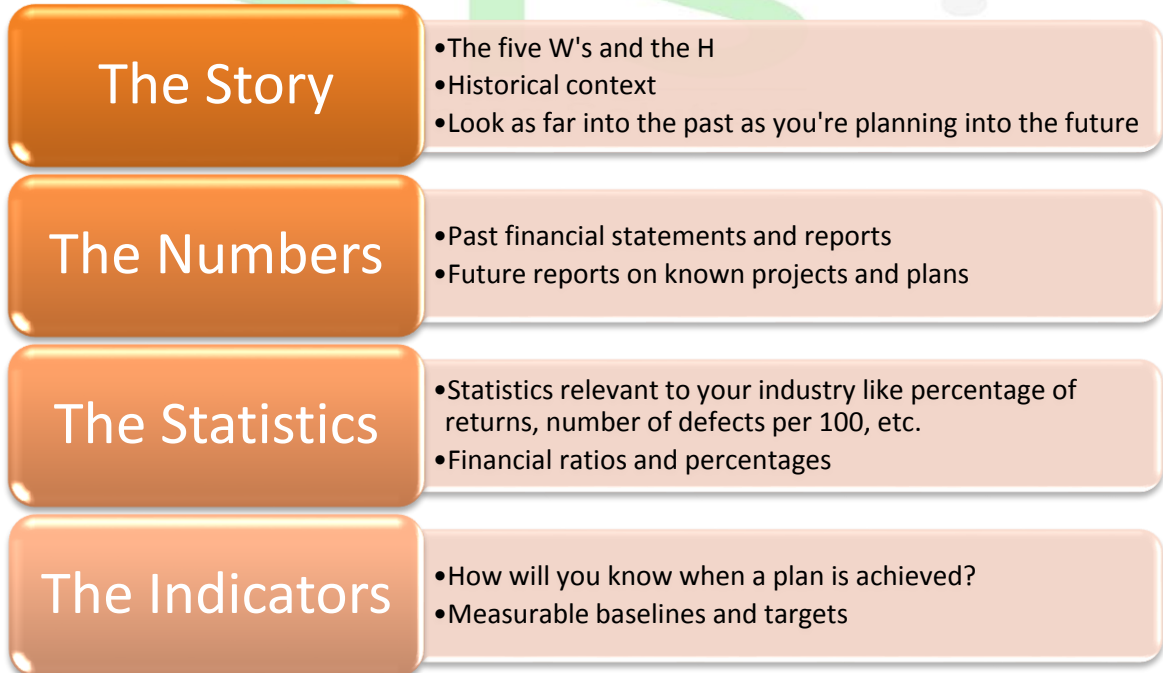 The Story
•The five W's and the H
•Historical context
•Look as far into the past as you're planning into the future
The Numbers
•Past financial statements and reports
•Future reports on known projects and plans
The Statistics
•Statistics relevant to your industry like percentage of
returns, number of defects per 100, etc.
•Financial ratios and percentages
The Indicators
•How will you know when a plan is achieved?
•Measurable baselines and targets